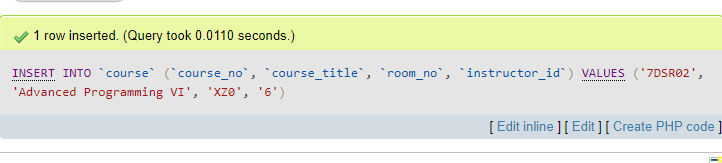 1 row inserted. (Query took 0.0110 seconds.)
INSERT INTO `course` (`course_no`, `course_title`, `room_no`, `instructor_id`) VALUES ('7DSR02',
'Advanced Programming VI', 'XZ0', '6')
[ Edit inline ] [ Edit ] [ Create PHP code ]